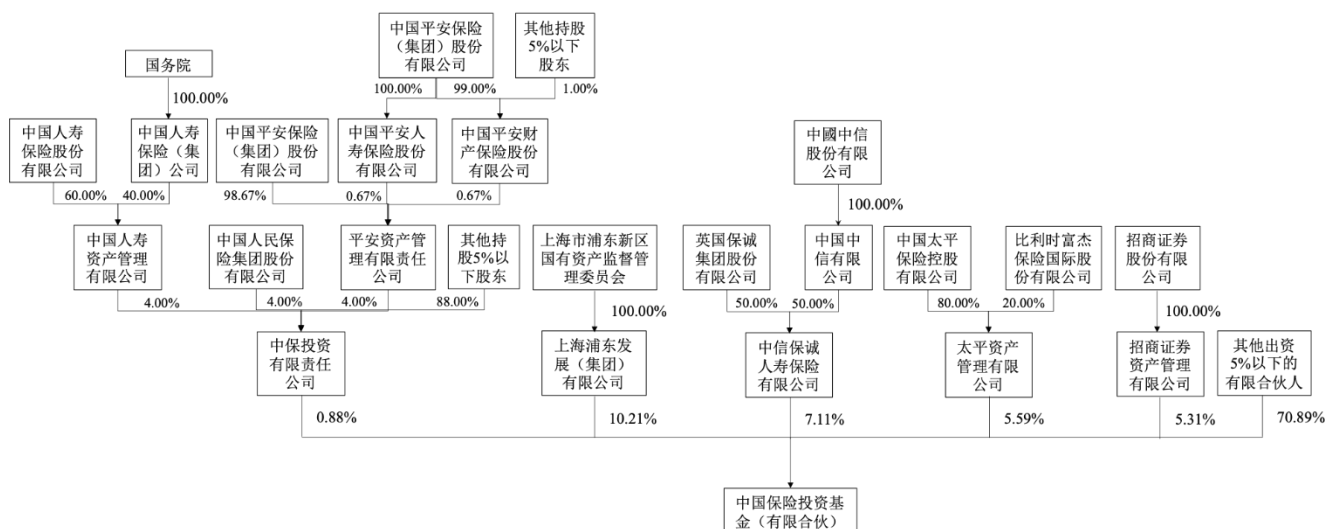 中国平安保险
（集团）股份
有限公司
其他持股
5%以下
股东
国务院
100.00%
100.00%
99.00%
1.00%
中国人寿
保险股份
有限公司
中国人寿
保险（集
团）公司
中国平安保险
（集团）股份
有限公司
中国平安人
寿保险股份
有限公司
中国平安财
产保险股份
有限公司
中國中信
股份有限
公司
60.00%
40.00%
98.67%
0.67%
0.67%
100.00%
中国人寿
资产管理
有限公司
中国人民保
险集团股份
有限公司
平安资产管
理有限责任
公司
其他持
股5%以
下股东
上海市浦东新区
国有资产监督管
理委员会
英国保诚
集团股份
有限公司
中国中
信有限
公司
中国太平
保险控股
有限公司
比利时富杰
保险国际股
份有限公司
招商证券
股份有限
公司
4.00%
4.00%
4.00%
88.00%
100.00%
50.00%
50.00%
80.00%
20.00%
100.00%
中保投资
有限责任
公司
上海浦东发
展（集团）
有限公司
中信保诚
人寿保险
有限公司
太平资产
管理有限
公司
招商证券
资产管理
有限公司
其他出资
5%以下的
有限合伙人
0.88%
10.21%
7.11%
5.59%
5.31%
70.89%
中国保险投资基
金（有限合伙）